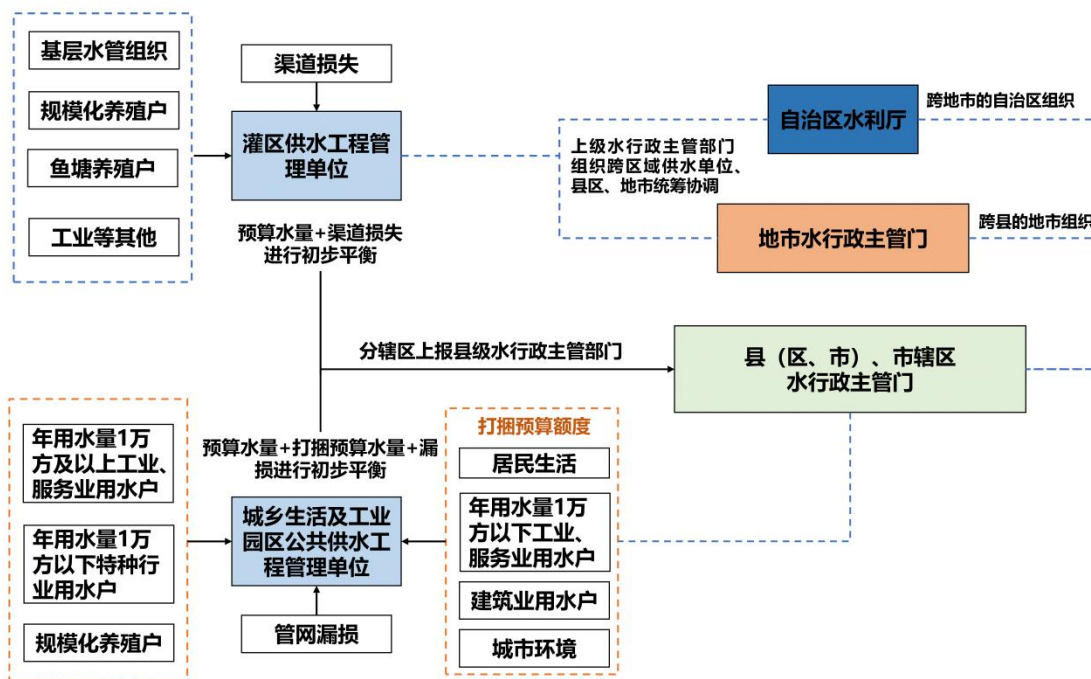 基层水管组织
规模化养殖户
鱼塘养殖户
工业等其他
渠道损失
灌区供水工程管
理单位
预算水量+渠道损失
进行初步平衡
上级水行政主管部门
组织跨区域供水单位、
县区、地市统筹协调
自治区水利厅
跨地市的自治区组织
地市水行政主管门
跨县的地市组织
分辖区上报县级水行政主管部门
县（区、市）、市辖区
水行政主管门
年用水量1万
方及以上工业、
服务业用水户
年用水量1万
方以下特种行
业用水户
规模化养殖户
预算水量+打捆预算水量+漏
损进行初步平衡
城乡生活及工业
园区公共供水工
程管理单位
管网漏损
打捆预算额度
居民生活
年用水量1万
方以下工业、
服务业用水户
建筑业用水户
城市环境